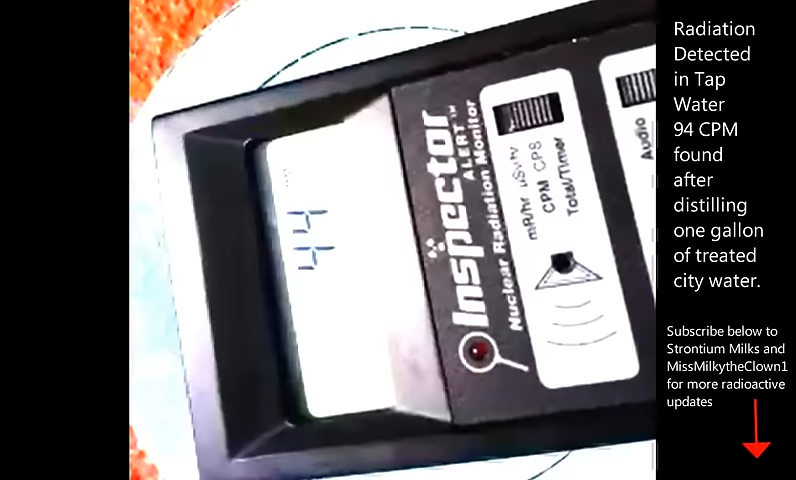 Radiation
Detected
in Tap
Water
94 CPM
found
after
distilling
one gallon
of treated
city water.
Subscribe below to
Strontium Milks and
MissMilkytheClown1
for more radioactive
updates
Inspector
ALERT™
Nuclear Radiation Monitor
mR/hr µSv/hr
CPM CPS
Total/Timer
Audio
44